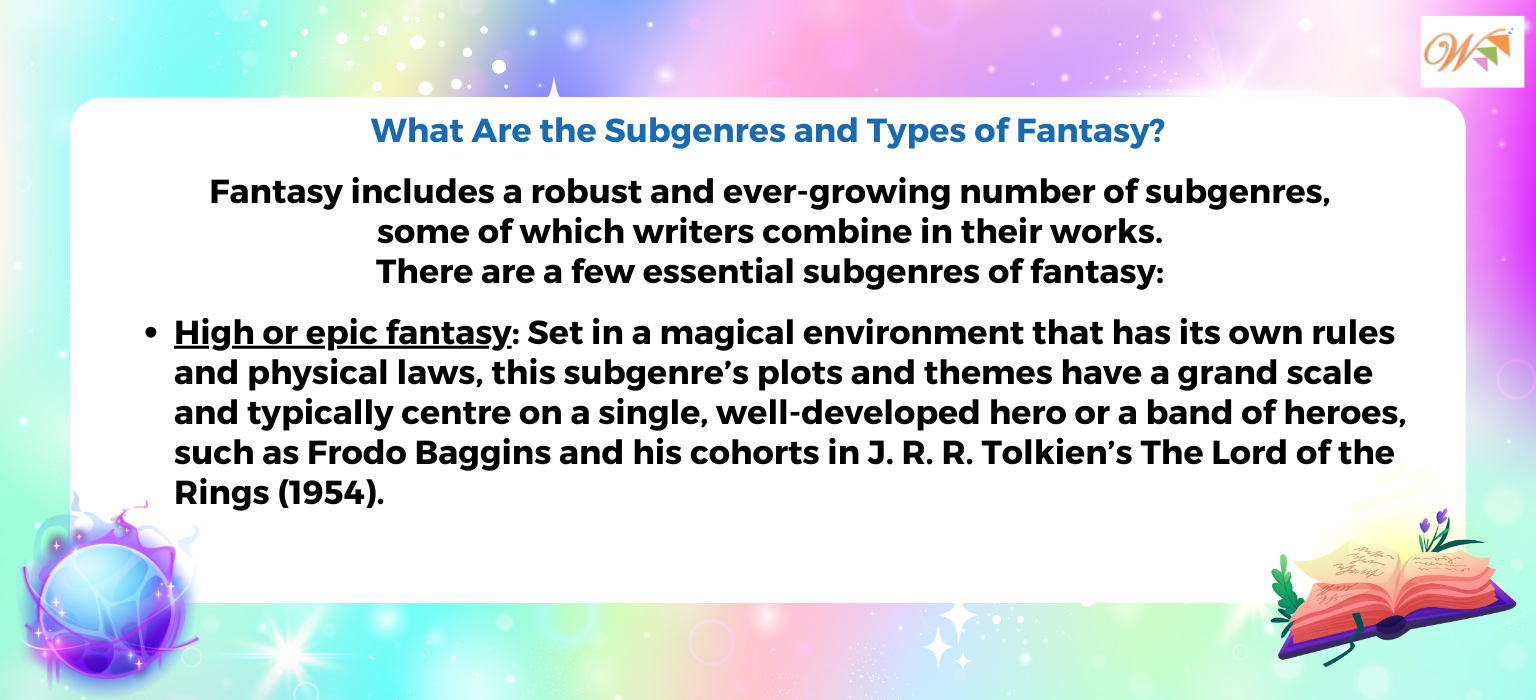 What Are the Subgenres and Types of Fantasy?
Fantasy includes a robust and ever-growing number of subgenres,
some of which writers combine in their works.
There are a few essential subgenres of fantasy:
• High or epic fantasy: Set in a magical environment that has its own rules
and physical laws, this subgenre’s plots and themes have a grand scale
and typically centre on a single, well-developed hero or a band of heroes,
such as Frodo Baggins and his cohorts in J. R. R. Tolkien’s The Lord of the
Rings (1954).